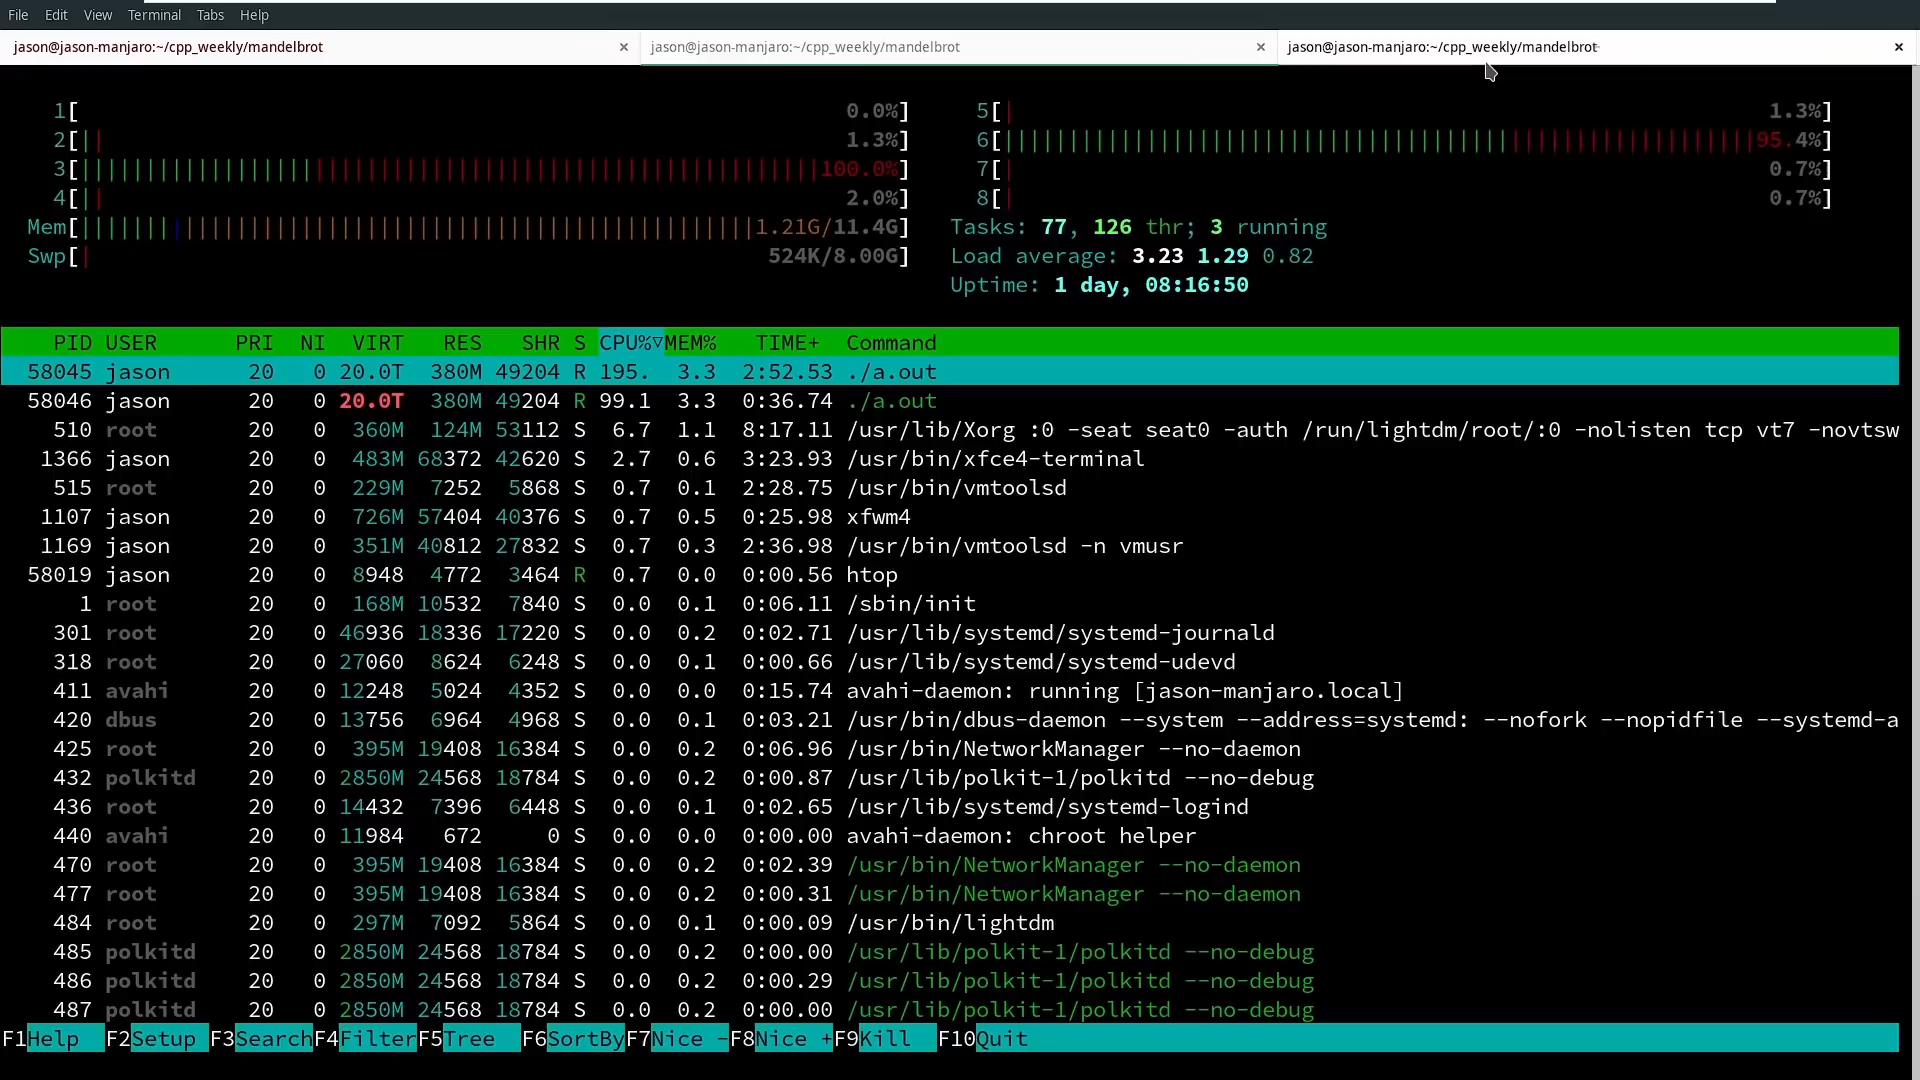 File Edit View Terminal Tabs Help
jason@jason-manjaro:~/cpp_weekly/mandelbrot × jason@jason-manjaro:~/cpp_weekly/mandelbrot × jason@jason-manjaro:~/cpp_weekly/mandelbrot ×
1[ 0.0%] 5[| 1.3%]
2[|| 1.3%] 6[|||||||||||||||||||||||||||||||||||||||||||||||||||||||||95.4%]
3[|||||||||||||||||||||||||||||||||||||||||||||||||||||||||100.0%] 7[| 0.7%]
4[|| 2.0%] 8[| 0.7%]
Mem[||||||||||||||||||||||||||||||||||||||||||||||||||||1.21G/11.4G] Tasks: 77, 126 thr; 3 running
Swp[| 524K/8.00G] Load average: 3.23 1.29 0.82
Uptime: 1 day, 08:16:50
PID USER PRI NI VIRT RES SHR S CPU%▽MEM% TIME+ Command
58045 jason 20 0 20.0T 380M 49204 R 195. 3.3 2:52.53 ./a.out
58046 jason 20 0 20.0T 380M 49204 R 99.1 3.3 0:36.74 ./a.out
510 root 20 0 360M 124M 53112 S 6.7 1.1 8:17.11 /usr/lib/Xorg :0 -seat seat0 -auth /run/lightdm/root/:0 -nolisten tcp vt7 -novtsw
1366 jason 20 0 483M 68372 42620 S 2.7 0.6 3:23.93 /usr/bin/xfce4-terminal
515 root 20 0 229M 7252 5868 S 0.7 0.1 2:28.75 /usr/bin/vmtoolsd
1107 jason 20 0 726M 57404 40376 S 0.7 0.5 0:25.98 xfwm4
1169 jason 20 0 351M 40812 27832 S 0.7 0.3 2:36.98 /usr/bin/vmtoolsd -n vmusr
58019 jason 20 0 8948 4772 3464 R 0.7 0.0 0:00.56 htop
1 root 20 0 168M 10532 7840 S 0.0 0.1 0:06.11 /sbin/init
301 root 20 0 46936 18336 17220 S 0.0 0.2 0:02.71 /usr/lib/systemd/systemd-journald
318 root 20 0 27060 8624 6248 S 0.0 0.1 0:00.66 /usr/lib/systemd/systemd-udevd
411 avahi 20 0 12248 5024 4352 S 0.0 0.0 0:15.74 avahi-daemon: running [jason-manjaro.local]
420 dbus 20 0 13756 6964 4968 S 0.0 0.1 0:03.21 /usr/bin/dbus-daemon --system --address=systemd: --nofork --nopidfile --systemd-a
425 root 20 0 395M 19408 16384 S 0.0 0.2 0:06.96 /usr/bin/NetworkManager --no-daemon
432 polkitd 20 0 2850M 24568 18784 S 0.0 0.2 0:00.87 /usr/lib/polkit-1/polkitd --no-debug
436 root 20 0 14432 7396 6448 S 0.0 0.1 0:02.65 /usr/lib/systemd/systemd-logind
440 avahi 20 0 11984 672 0 S 0.0 0.0 0:00.00 avahi-daemon: chroot helper
470 root 20 0 395M 19408 16384 S 0.0 0.2 0:02.39 /usr/bin/NetworkManager --no-daemon
477 root 20 0 395M 19408 16384 S 0.0 0.2 0:00.31 /usr/bin/NetworkManager --no-daemon
484 root 20 0 297M 7092 5864 S 0.0 0.1 0:00.09 /usr/bin/lightdm
485 polkitd 20 0 2850M 24568 18784 S 0.0 0.2 0:00.00 /usr/lib/polkit-1/polkitd --no-debug
486 polkitd 20 0 2850M 24568 18784 S 0.0 0.2 0:00.29 /usr/lib/polkit-1/polkitd --no-debug
487 polkitd 20 0 2850M 24568 18784 S 0.0 0.2 0:00.00 /usr/lib/polkit-1/polkitd --no-debug
F1Help F2Setup F3SearchF4FilterF5Tree F6SortByF7Nice -F8Nice +F9Kill F10Quit